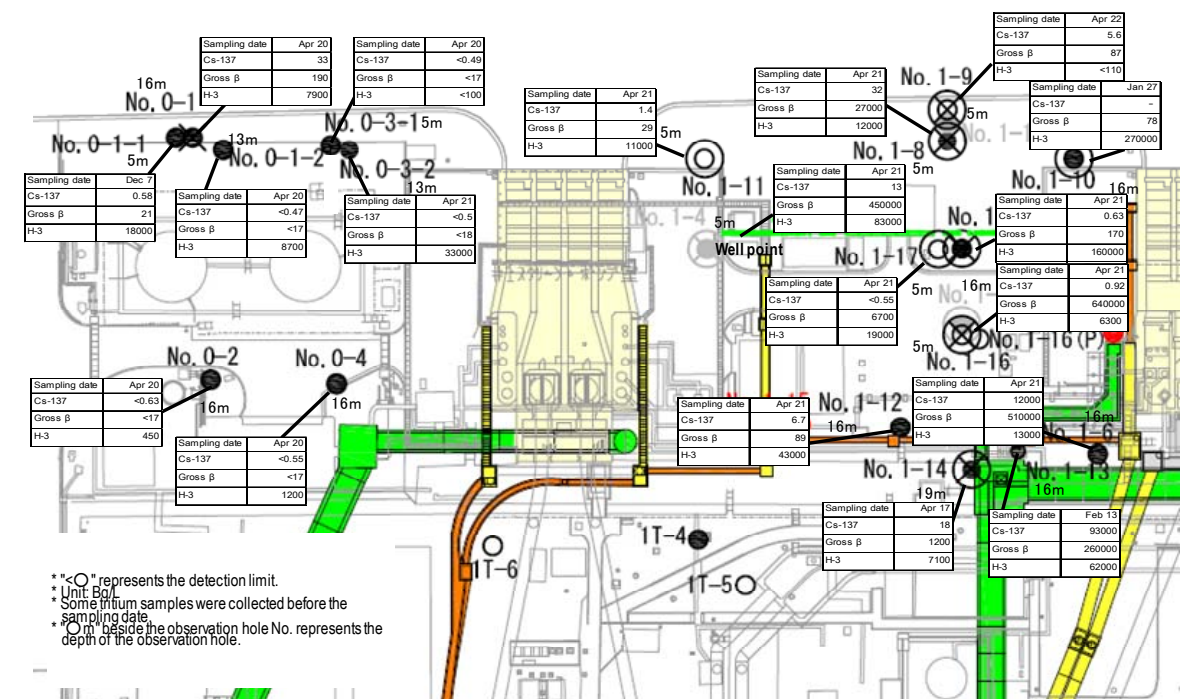 Sampling date Apr 20
Cs-137 33
Gross β 190
H-3 7900
Sampling date Apr 20
Cs-137 <0.49
Gross β <17
H-3 <100
Sampling date Apr 22
Cs-137 5.6
Gross β 87
H-3 <110
Sampling date Apr 21
Cs-137 32
Gross β 27000
H-3 12000
Sampling date Apr 21
Cs-137 1.4
Gross β 29
H-3 11000
Sampling date Jan 27
Cs-137 -
Gross β 78
H-3 270000
16m
No. 0-1
No. 0-1-1
5m
13m
No. 0-1-2
No. 0-3-1
5m
No. 0-3-2
13m
5m
No. 1-11
No. 1-9
5m
No. 1-8
5m
No. 1-10
16m
Sampling date Dec 7
Cs-137 0.58
Gross β 21
H-3 18000
Sampling date Apr 20
Cs-137 <0.47
Gross β <17
H-3 8700
Sampling date Apr 20
Cs-137 <0.5
Gross β <18
H-3 33000
Sampling date Apr 21
Cs-137 13
Gross β 450000
H-3 83000
Sampling date Apr 21
Cs-137 0.63
Gross β 170
H-3 160000
No. 1-4
5m
Well point
No. 1-17
5m
No. 1
16m
Sampling date Apr 21
Cs-137 <0.55
Gross β 6700
H-3 19000
Sampling date Apr 21
Cs-137 0.92
Gross β 640000
H-3 6300
5m
No. 1-16
No. 1-16(P)
No. 0-2
16m
No. 0-4
16m
Sampling date Apr 20
Cs-137 <0.63
Gross β <17
H-3 450
Sampling date Apr 20
Cs-137 <0.55
Gross β <17
H-3 1200
Sampling date Apr 21
Cs-137 6.7
Gross β 89
H-3 43000
No. 1-12
16m
Sampling date Apr 21
Cs-137 12000
Gross β 510000
H-3 13000
16m
1-6
No. 1-14
19m
No. 1-13
16m
Sampling date Apr 17
Cs-137 18
Gross β 1200
H-3 7100
Sampling date Feb 13
Cs-137 93000
Gross β 260000
H-3 62000
1T-6
1T-4
1T-5
* "<○" represents the detection limit.
* Unit: Bq/L
* Some tritium samples were collected before the
sampling date.
* "○m" beside the observation hole No. represents the
depth of the observation hole.